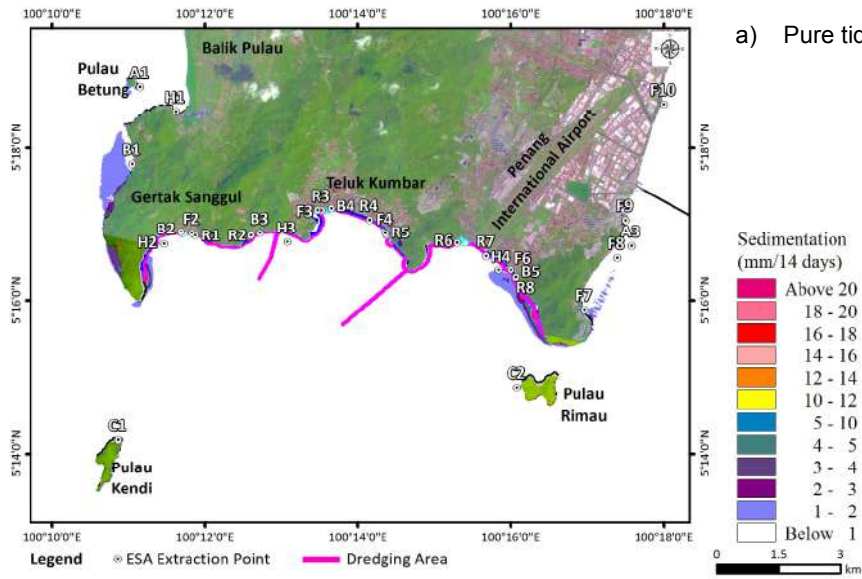 a) Pure tid
100°10'0"E 100°12'0"E 100°14'0"E 100°16'0"E 100°18'0"E
Balik Pulau
Pulau
Betung
A1
H1
F10
5°18'0"N
5°18'0"N
B1
Penang
International Airport
Gertak Sanggul
Teluk Kumbar
R3
F3
B4
R4
F4
R5
F9
A3
F8
B2
F2
H2
R1
R2
B3
H3
R6
R7
H4
F6
B5
R8
F7
5°16'0"N
5°16'0"N
C2
Pulau
Rimau
C1
Pulau
Kendi
5°14'0"N
5°14'0"N
100°10'0"E 100°12'0"E 100°14'0"E 100°16'0"E 100°18'0"E
Legend ESA Extraction Point Dredging Area
Sedimentation
(mm/14 days)
Above 20
18 - 20
16 - 18
14 - 16
12 - 14
10 - 12
5 - 10
4 - 5
3 - 4
2 - 3
1 - 2
Below 1
0 1.5 3
km